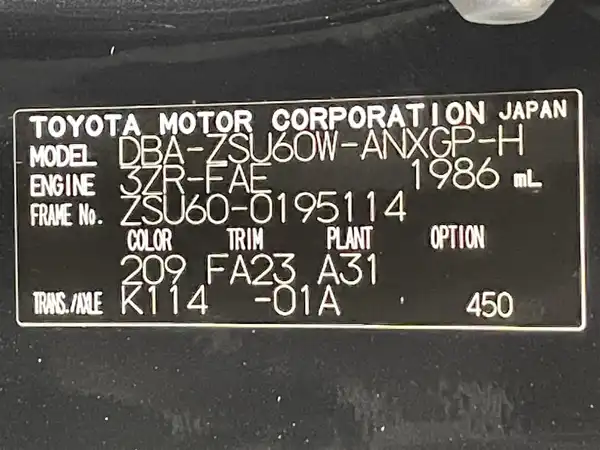 TOYOTA MOTOR CORPORATION JAPAN
MODEL DBA-ZSU60W-ANXGP-H
ENGINE 3ZR-FAE 1986 mL
FRAME No. ZSU60-0195114
COLOR TRIM PLANT OPTION
209 FA23 A31
TRANS./AXLE K114 -01A 450